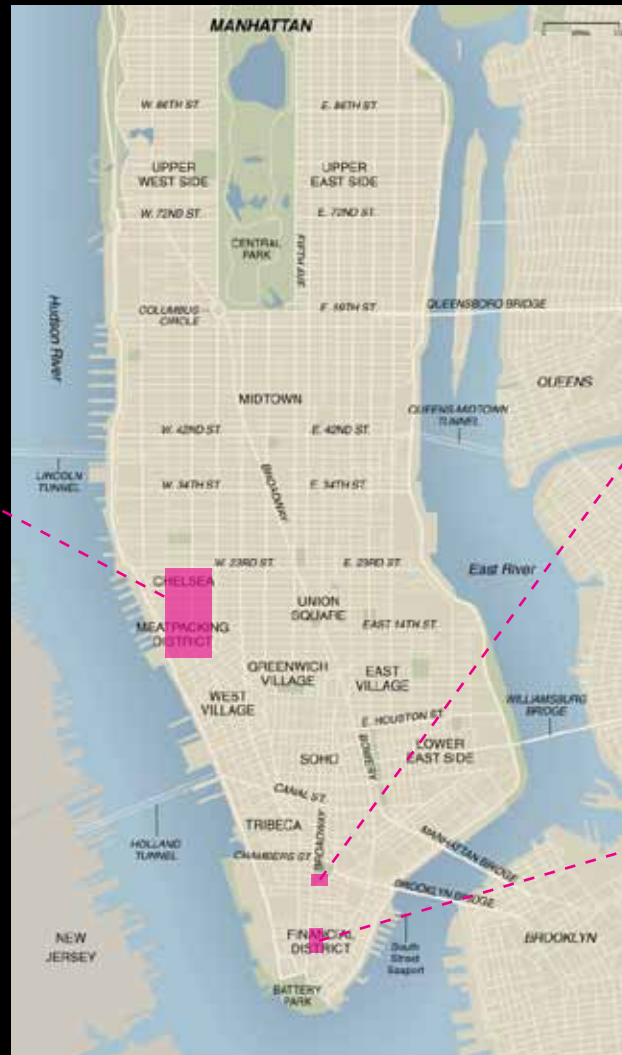 MANHATTAN
W. 86TH ST.
E. 86TH ST.
UPPER
WEST SIDE
UPPER
EAST SIDE
W. 72ND ST.
E. 72ND ST.
CENTRAL
PARK
FIFTH AVE
COLUMBUS
CIRCLE
E. 59TH ST.
QUEENSBORO BRIDGE
Hudson River
QUEENS
MIDTOWN
QUEENS-MIDTOWN
TUNNEL
W. 42ND ST.
E. 42ND ST.
LINCOLN
TUNNEL
W. 34TH ST.
BROADWAY
E. 34TH ST.
W. 23RD ST.
E. 23RD ST.
East River
CHELSEA
UNION
SQUARE
MEATPACKING
DISTRICT
EAST 14TH ST.
GREENWICH
VILLAGE
EAST
VILLAGE
WEST
VILLAGE
WILLIAMSBURG
BRIDGE
E. HOUSTON ST.
SOHO
BOWERY
LOWER
EAST SIDE
CANAL ST.
TRIBECA
BROADWAY
HOLLAND
TUNNEL
CHAMBERS ST.
MANHATTAN BRIDGE
BROOKLYN BRIDGE
NEW
JERSEY
FINANCIAL
DISTRICT
South
Street
Seaport
BROOKLYN
BATTERY
PARK